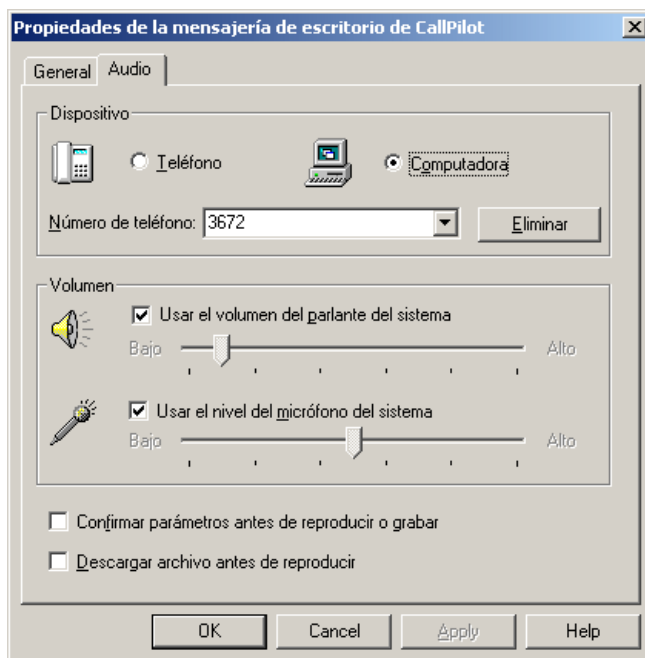 Propiedades de la mensajería de escritorio de CallPilot
General Audio
Dispositivo
Teléfono Computadora
Número de teléfono: 3672 Eliminar
Volumen
Usar el volumen del parlante del sistema
Bajo Alto
Usar el nivel del micrófono del sistema
Bajo Alto
Confirmar parámetros antes de reproducir o grabar
Descargar archivo antes de reproducir
OK Cancel Apply Help